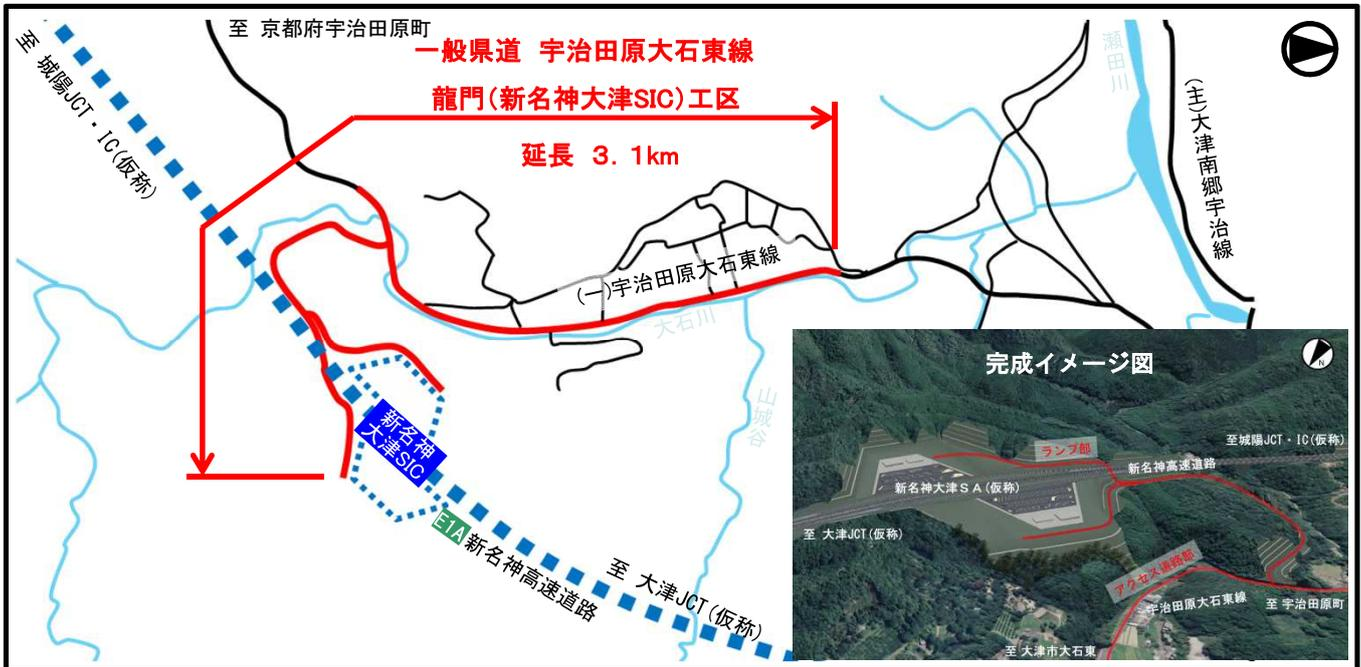 至 京都府宇治田原町
一般県道 宇治田原大石東線
龍門(新名神大津SIC)工区
延長 3.1km
至 城陽JCT・IC(仮称)
瀬田川
(主)大津南郷宇治線
(一)宇治田原大石東線
大石川
山城谷
新名神
大津SIC
E1A 新名神高速道路
至 大津JCT(仮称)
完成イメージ図
N
ランプ部
至城陽JCT・IC(仮称)
新名神高速道路
新名神大津SA(仮称)
至 大津JCT(仮称)
アクセス道路部
宇治田原大石東線
至 宇治田原町
至 大津市大石東